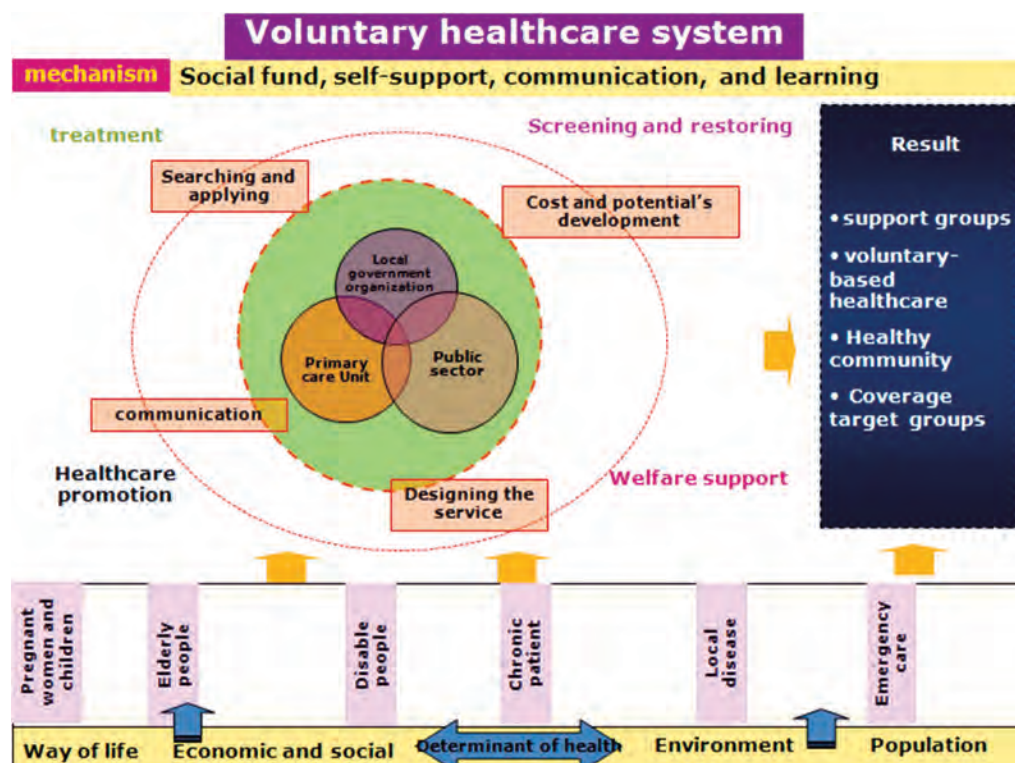 Voluntary healthcare system
mechanism
Social fund, self-support, communication, and learning
treatment
Screening and restoring
Searching and
applying
Cost and potential's
development
Local
government
organization
Primary
care Unit
Public
sector
communication
Healthcare
promotion
Designing the
service
Welfare support
Result
• support groups
• voluntary-
based
healthcare
• Healthy
community
• Coverage
target groups
Pregnant
women and
children
Elderly
people
Disable
people
Chronic
patient
Local
disease
Emergency
care
Way of life
Economic and social
Determinant of health
Environment
Population